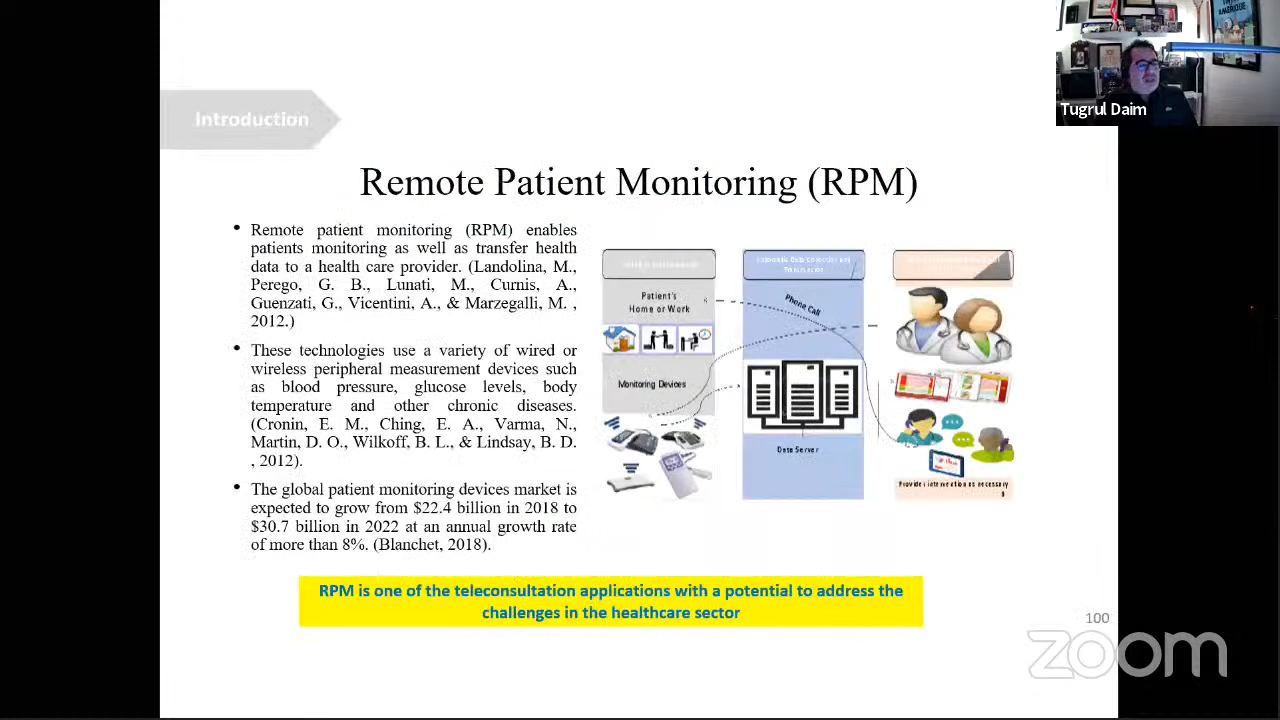 Tugrul Daim
Introduction
Remote Patient Monitoring (RPM)
• Remote patient monitoring (RPM) enables
patients monitoring as well as transfer health
data to a health care provider. (Landolina, M.,
Perego, G. B., Lunati, M., Curnis, A.,
Guenzati, G., Vicentini, A., & Marzegalli, M. ,
2012.)
• These technologies use a variety of wired or
wireless peripheral measurement devices such
as blood pressure, glucose levels, body
temperature and other chronic diseases.
(Cronin, E. M., Ching, E. A., Varma, N.,
Martin, D. O., Wilkoff, B. L., & Lindsay, B. D.
, 2012).
• The global patient monitoring devices market is
expected to grow from $22.4 billion in 2018 to
$30.7 billion in 2022 at an annual growth rate
of more than 8%. (Blanchet, 2018).
Patient's
Home or Work
Monitoring Devices
Phone Call
Data Server
Provide intervention as necessary
RPM is one of the teleconsultation applications with a potential to address the
challenges in the healthcare sector
100
zoom